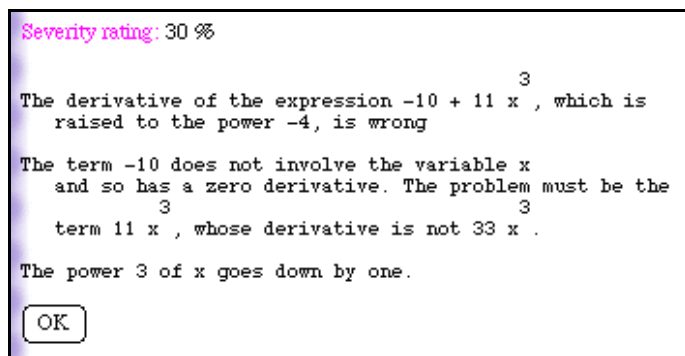 Severity rating: 30 %
3
The derivative of the expression -10 + 11 x , which is
raised to the power -4, is wrong
The term -10 does not involve the variable x
and so has a zero derivative. The problem must be the
3 3
term 11 x , whose derivative is not 33 x .
The power 3 of x goes down by one.
OK